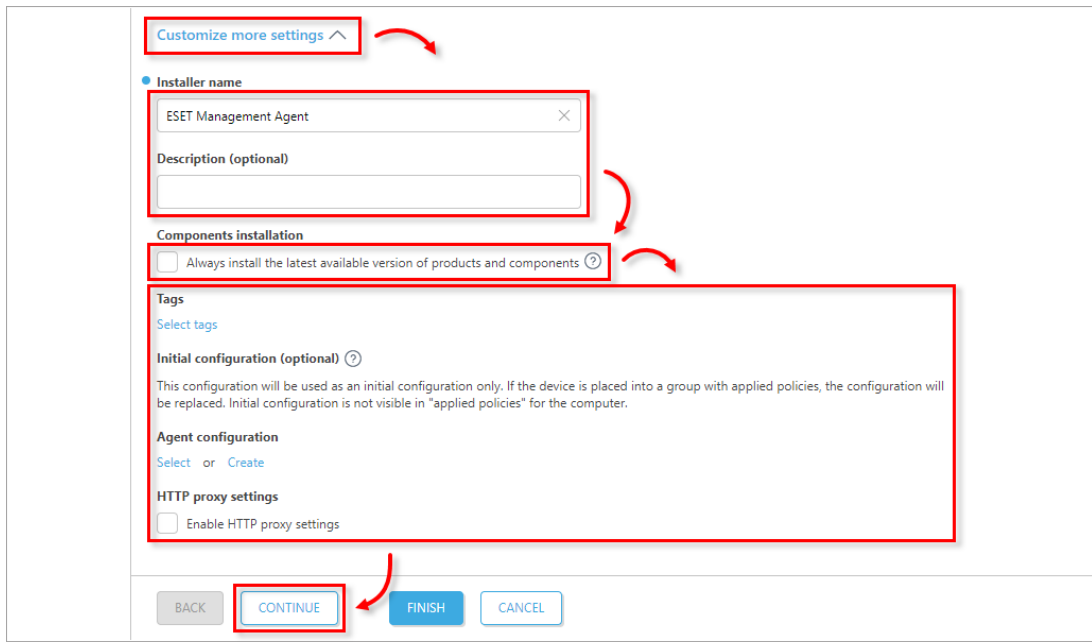 Customize more settings
Installer name
ESET Management Agent
Description (optional)
Components installation
Always install the latest available version of products and components ?
Tags
Select tags
Initial configuration (optional) ?
This configuration will be used as an initial configuration only. If the device is placed into a group with applied policies, the configuration will
be replaced. Initial configuration is not visible in "applied policies" for the computer.
Agent configuration
Select or Create
HTTP proxy settings
Enable HTTP proxy settings
BACK CONTINUE FINISH CANCEL